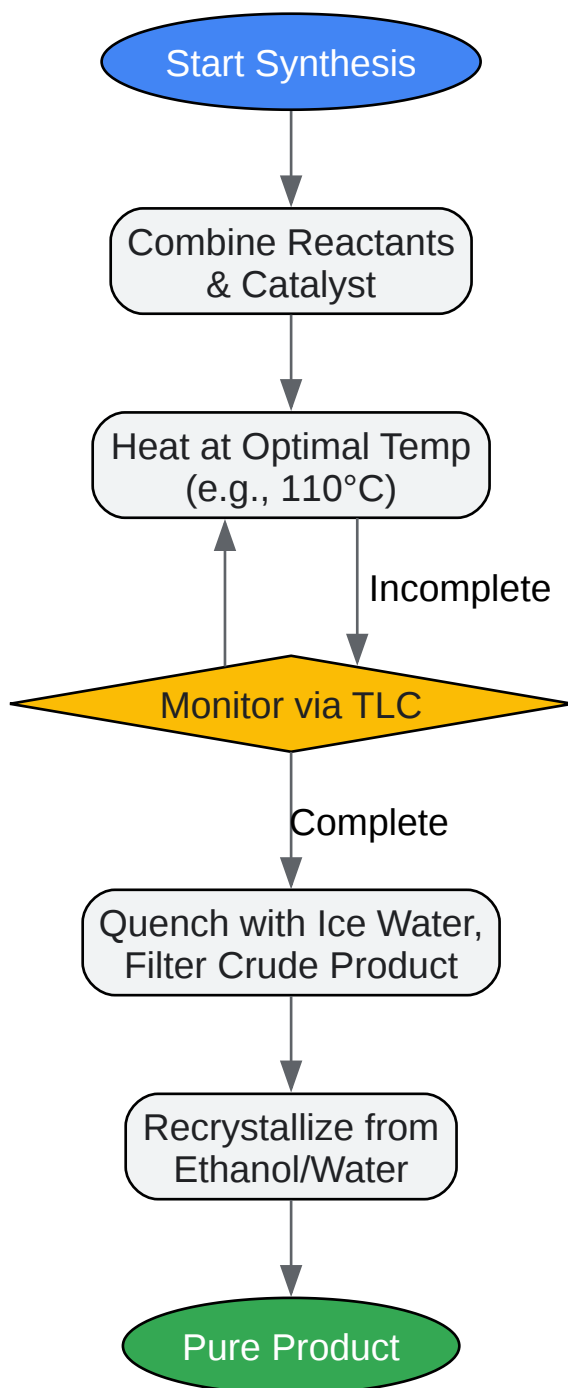 Start Synthesis
Combine Reactants
& Catalyst
Heat at Optimal Temp
(e.g., 110°C)
Incomplete
Monitor via TLC
Complete
Quench with Ice Water,
Filter Crude Product
Recrystallize from
Ethanol/Water
Pure Product